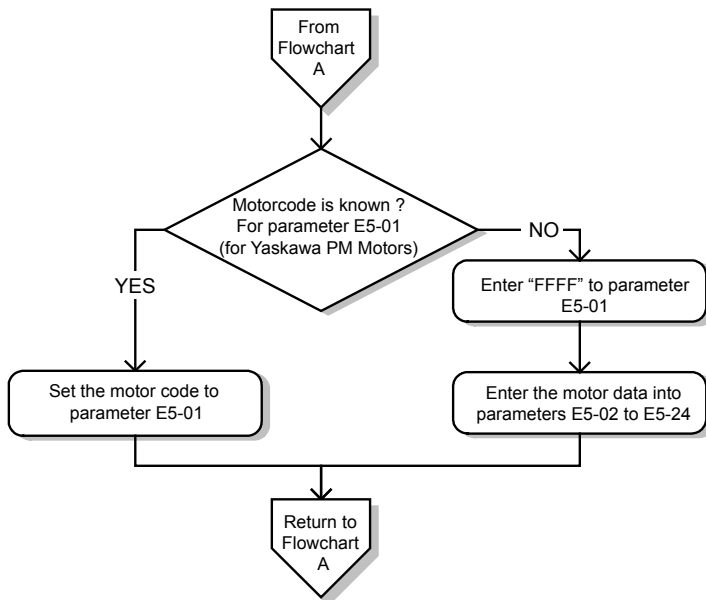 From
Flowchart
A
Motorcode is known ?
For parameter E5-01
(for Yaskawa PM Motors)
YES
NO
Enter “FFFF” to parameter
E5-01
Set the motor code to
parameter E5-01
Enter the motor data into
parameters E5-02 to E5-24
Return to
Flowchart
A